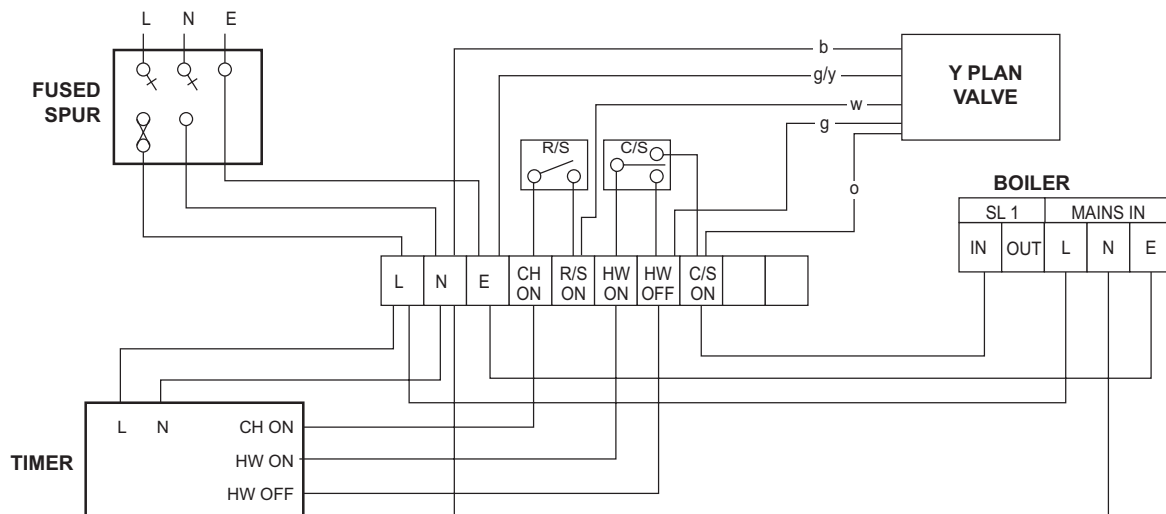 L N E
FUSED
SPUR
b
g/y
w
g
o
Y PLAN
VALVE
R/S
C/S
BOILER
SL 1 MAINS IN
IN OUT L N E
L N E CH ON R/S ON HW ON HW OFF C/S ON
TIMER
L N CH ON
HW ON
HW OFF